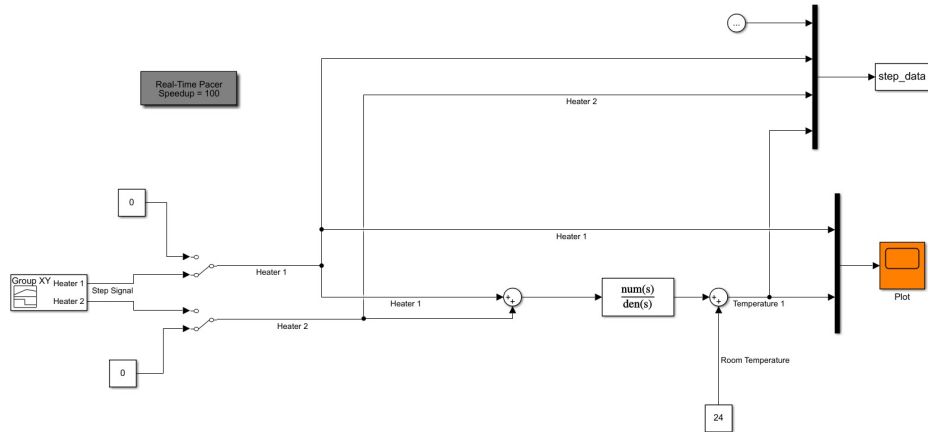 ...
step_data
Real-Time Pacer
Speedup = 100
Heater 2
0
Heater 1
Group XY
Heater 1
Heater 2
Step Signal
Heater 1
Heater 1
Heater 2
num(s)
den(s)
Temperature 1
Plot
Room Temperature
0
24